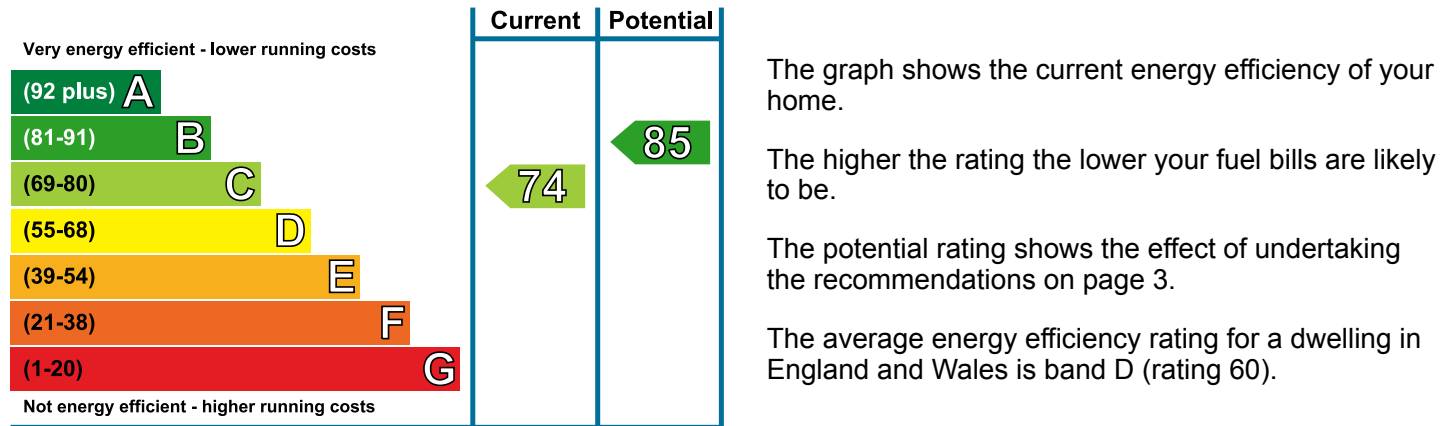 Current Potential
Very energy efficient - lower running costs
(92 plus) A
(81-91) B
85
(69-80) C
74
(55-68) D
(39-54) E
(21-38) F
(1-20) G
Not energy efficient - higher running costs
The graph shows the current energy efficiency of your
home.
The higher the rating the lower your fuel bills are likely
to be.
The potential rating shows the effect of undertaking
the recommendations on page 3.
The average energy efficiency rating for a dwelling in
England and Wales is band D (rating 60).